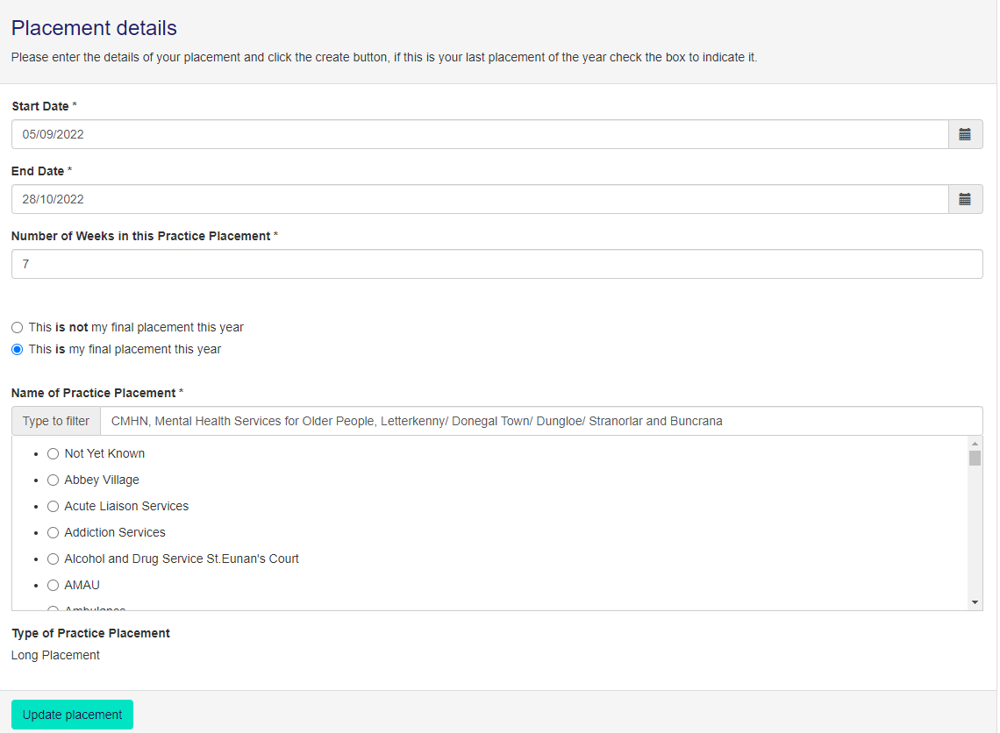 Placement details
Please enter the details of your placement and click the create button, if this is your last placement of the year check the box to indicate it.
Start Date *
05/09/2022
End Date *
28/10/2022
Number of Weeks in this Practice Placement *
7
This is not my final placement this year
This is my final placement this year
Name of Practice Placement *
Type to filter CMHN, Mental Health Services for Older People, Letterkenny/ Donegal Town/ Dungloe/ Stranorlar and Buncrana
Not Yet Known
Abbey Village
Acute Liaison Services
Addiction Services
Alcohol and Drug Service St.Eunan's Court
AMAU
Ambulance
Type of Practice Placement
Long Placement
Update placement